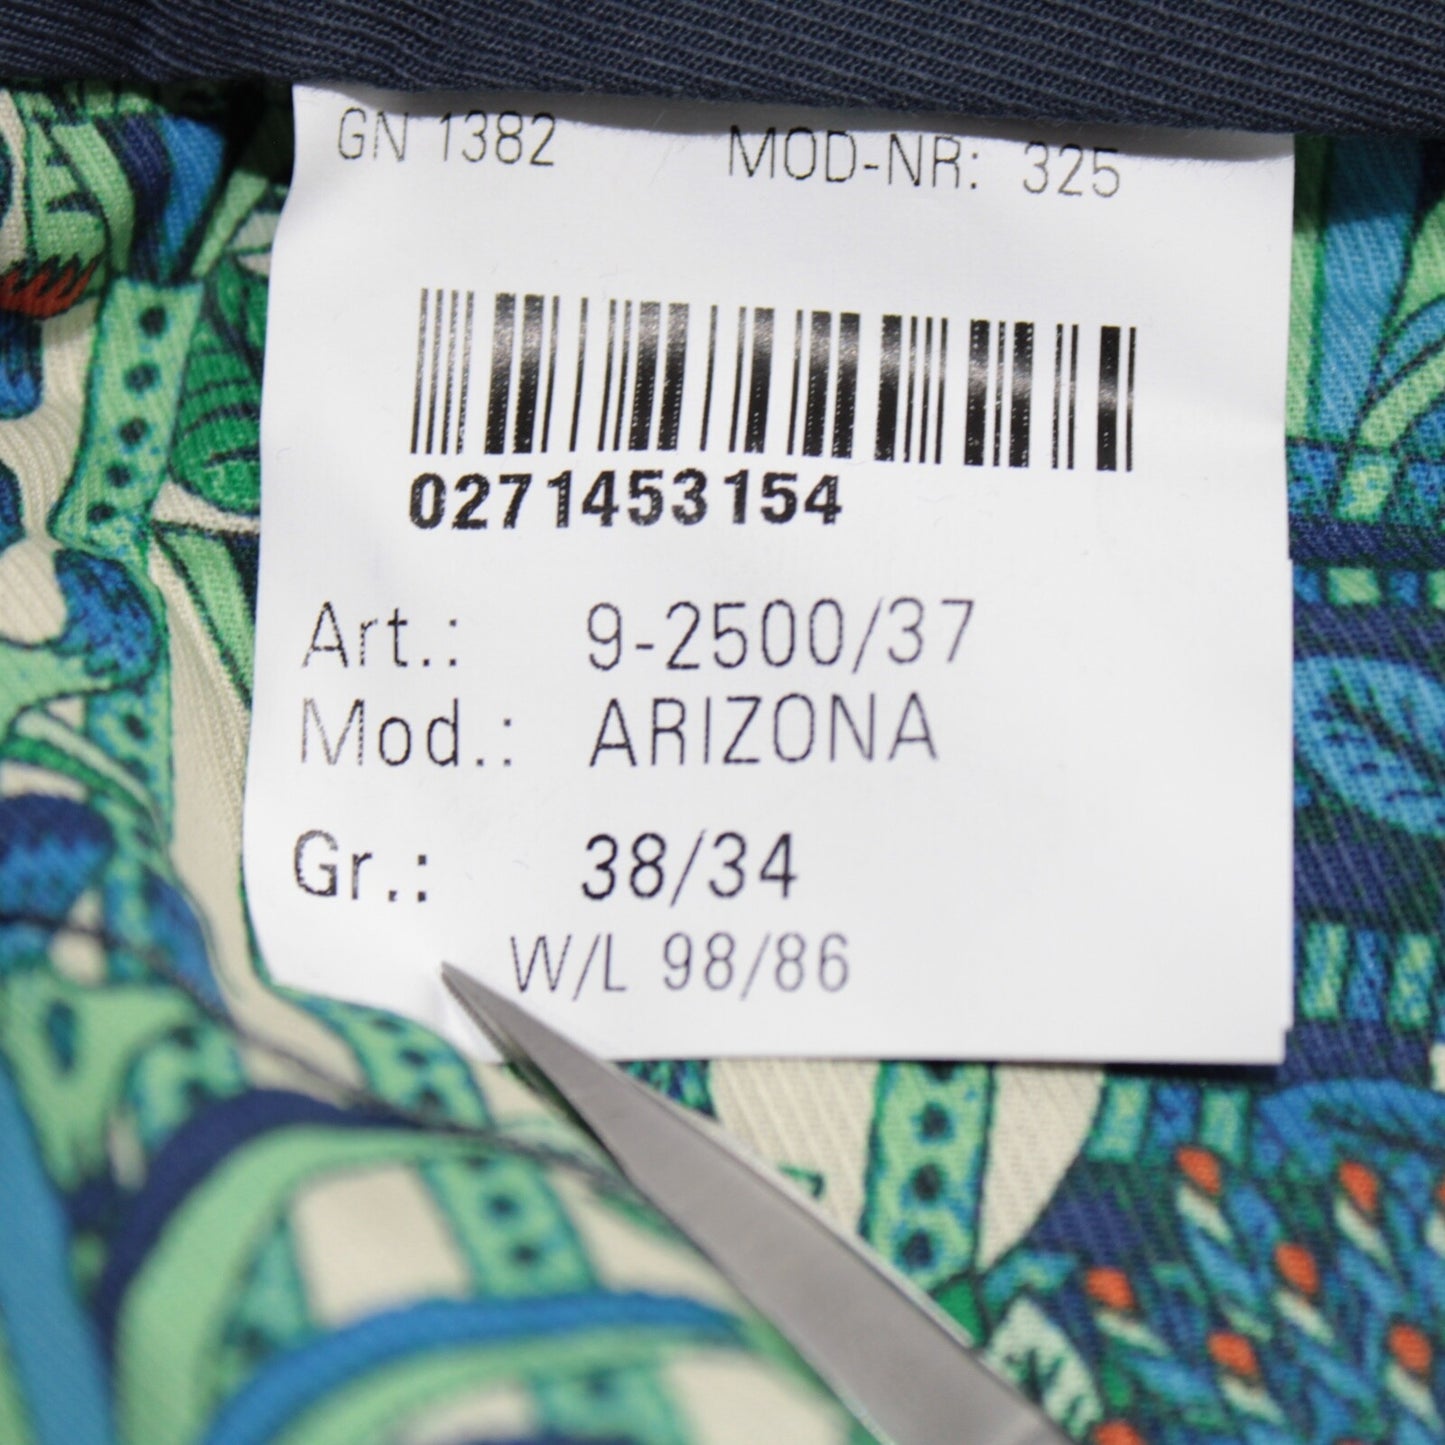 GN 1382 MOD-NR: 325
0271453154
Art.: 9-2500/37
Mod.: ARIZONA
Gr.: 38/34
W/L 98/86